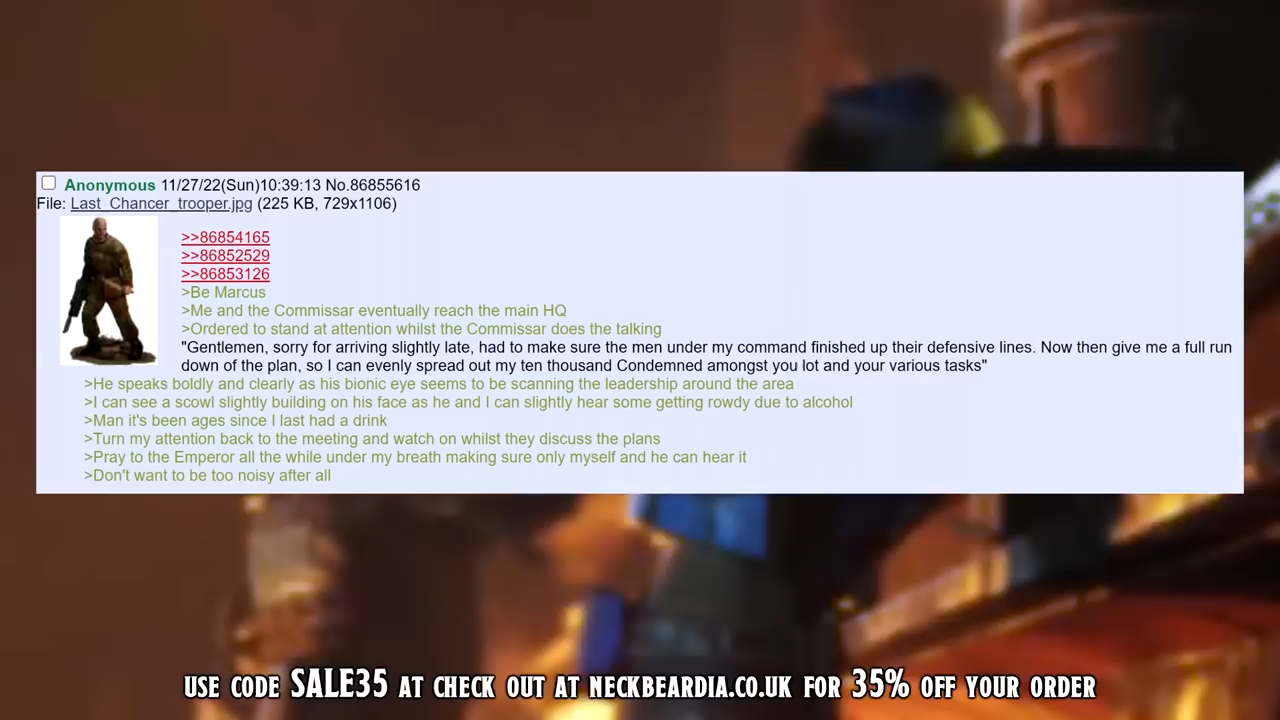 Anonymous 11/27/22(Sun)10:39:13 No.86855616
File: Last_Chancer_trooper.jpg (225 KB, 729x1106)
>>86854165
>>86852529
>>86853126
>Be Marcus
>Me and the Commissar eventually reach the main HQ
>Ordered to stand at attention whilst the Commissar does the talking
"Gentlemen, sorry for arriving slightly late, had to make sure the men under my command finished up their defensive lines. Now then give me a full run
down of the plan, so I can evenly spread out my ten thousand Condemned amongst you lot and your various tasks"
>He speaks boldly and clearly as his bionic eye seems to be scanning the leadership around the area
>I can see a scowl slightly building on his face as he and I can slightly hear some getting rowdy due to alcohol
>Man it's been ages since I last had a drink
>Turn my attention back to the meeting and watch on whilst they discuss the plans
>Pray to the Emperor all the while under my breath making sure only myself and he can hear it
>Don't want to be too noisy after all
USE CODE SALE35 AT CHECK OUT AT NECKBEARDIA.CO.UK FOR 35% OFF YOUR ORDER